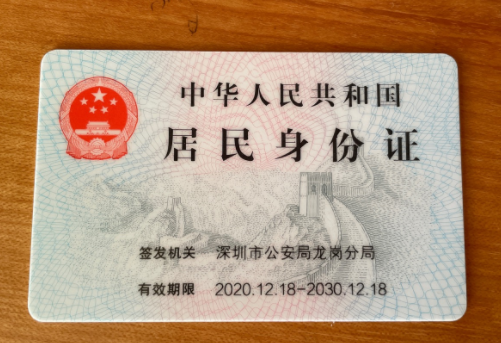 中华人民共和国
居民身份证
签发机关 深圳市公安局龙岗分局
有效期限 2020.12.18-2030.12.18